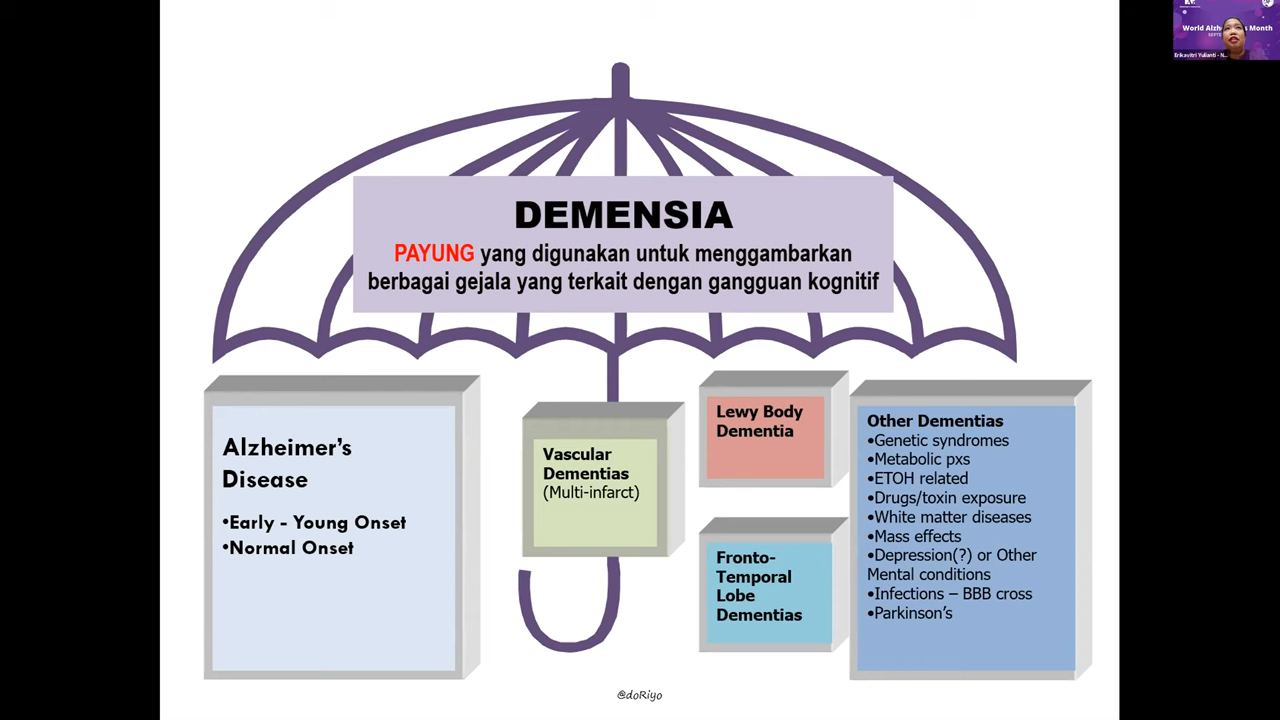 World Alzheimer's Month
Erikavitri Yulianti - N...
DEMENSIA
PAYUNG yang digunakan untuk menggambarkan
berbagai gejala yang terkait dengan gangguan kognitif
Alzheimer's
Disease
•Early - Young Onset
•Normal Onset
Vascular
Dementias
(Multi-infarct)
Lewy Body
Dementia
Fronto-
Temporal
Lobe
Dementias
Other Dementias
•Genetic syndromes
•Metabolic pxs
•ETOH related
•Drugs/toxin exposure
•White matter diseases
•Mass effects
•Depression(?) or Other
Mental conditions
•Infections – BBB cross
•Parkinson's
@doRiyo